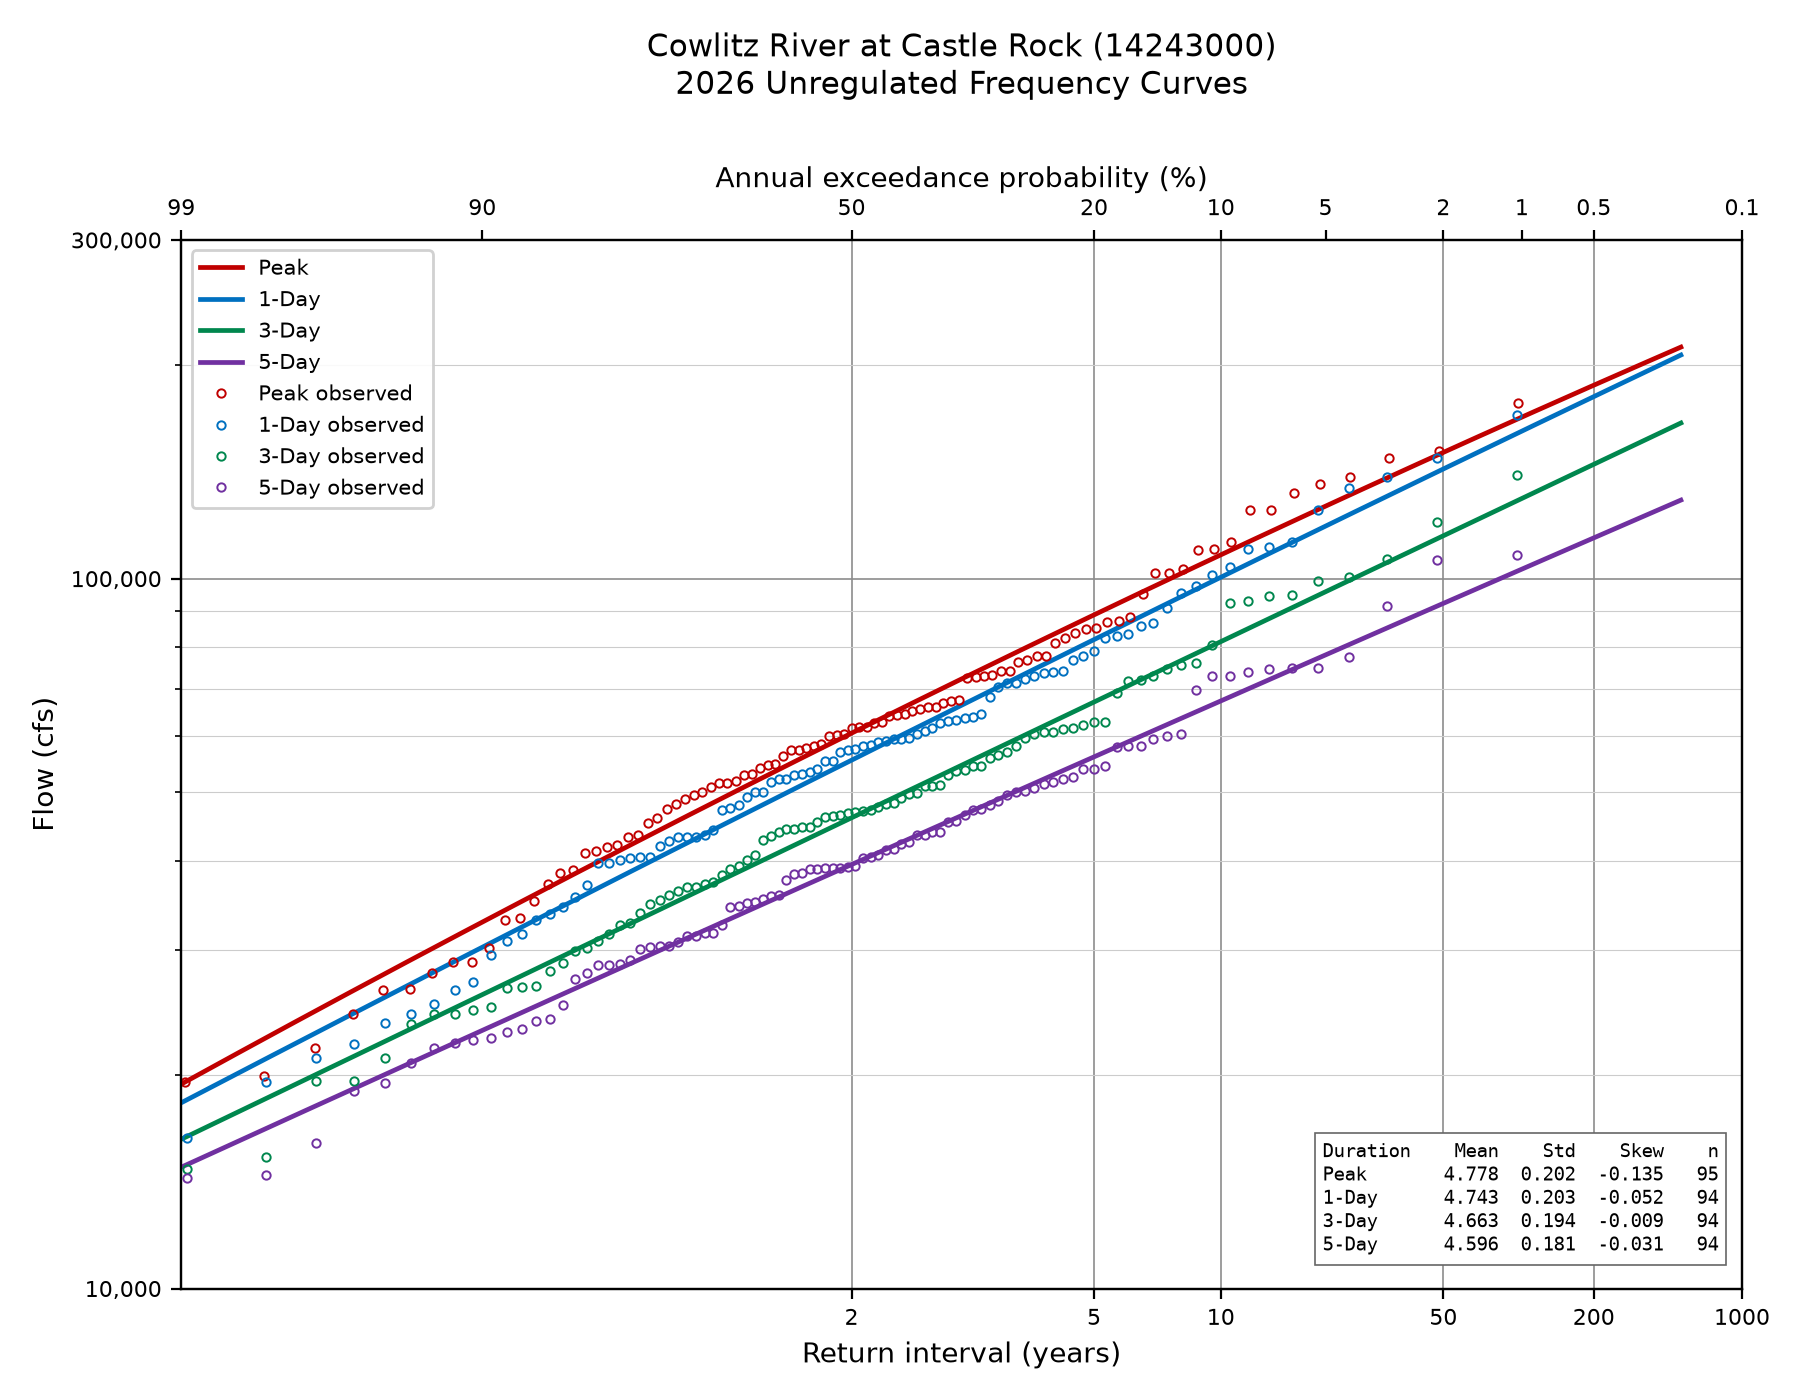 Cowlitz River at Castle Rock (14243000)
2026 Unregulated Frequency Curves
Annual exceedance probability (%)
99 90 50 20 10 5 2 1 0.5 0.1
300,000
100,000
10,000
Flow (cfs)
Peak
1-Day
3-Day
5-Day
Peak observed
1-Day observed
3-Day observed
5-Day observed
Duration Mean Std Skew n
Peak 4.778 0.202 -0.135 95
1-Day 4.743 0.203 -0.052 94
3-Day 4.663 0.194 -0.009 94
5-Day 4.596 0.181 -0.031 94
2 5 10 50 200 1000
Return interval (years)